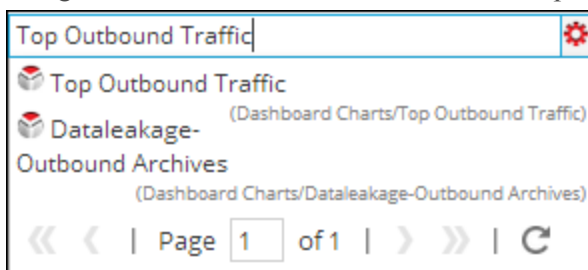 Top Outbound Traffic
Top Outbound Traffic
(Dashboard Charts/Top Outbound Traffic)
Dataleakage-
Outbound Archives
(Dashboard Charts/Dataleakage-Outbound Archives)
| Page 1 of 1 | |